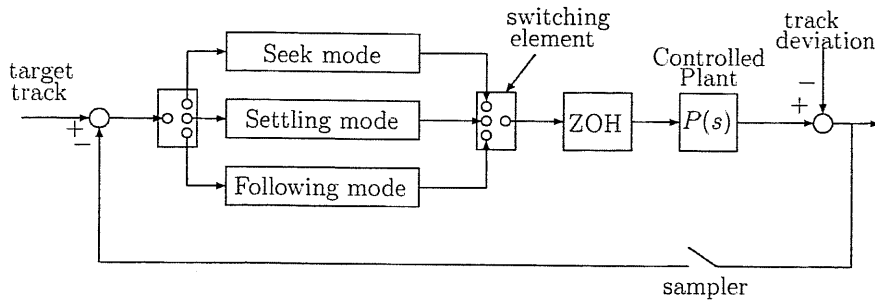 switching
element
track
deviation
target
track
Seek mode
Controlled
Plant
−
+
Settling mode
ZOH
P(s)
+
−
Following mode
sampler